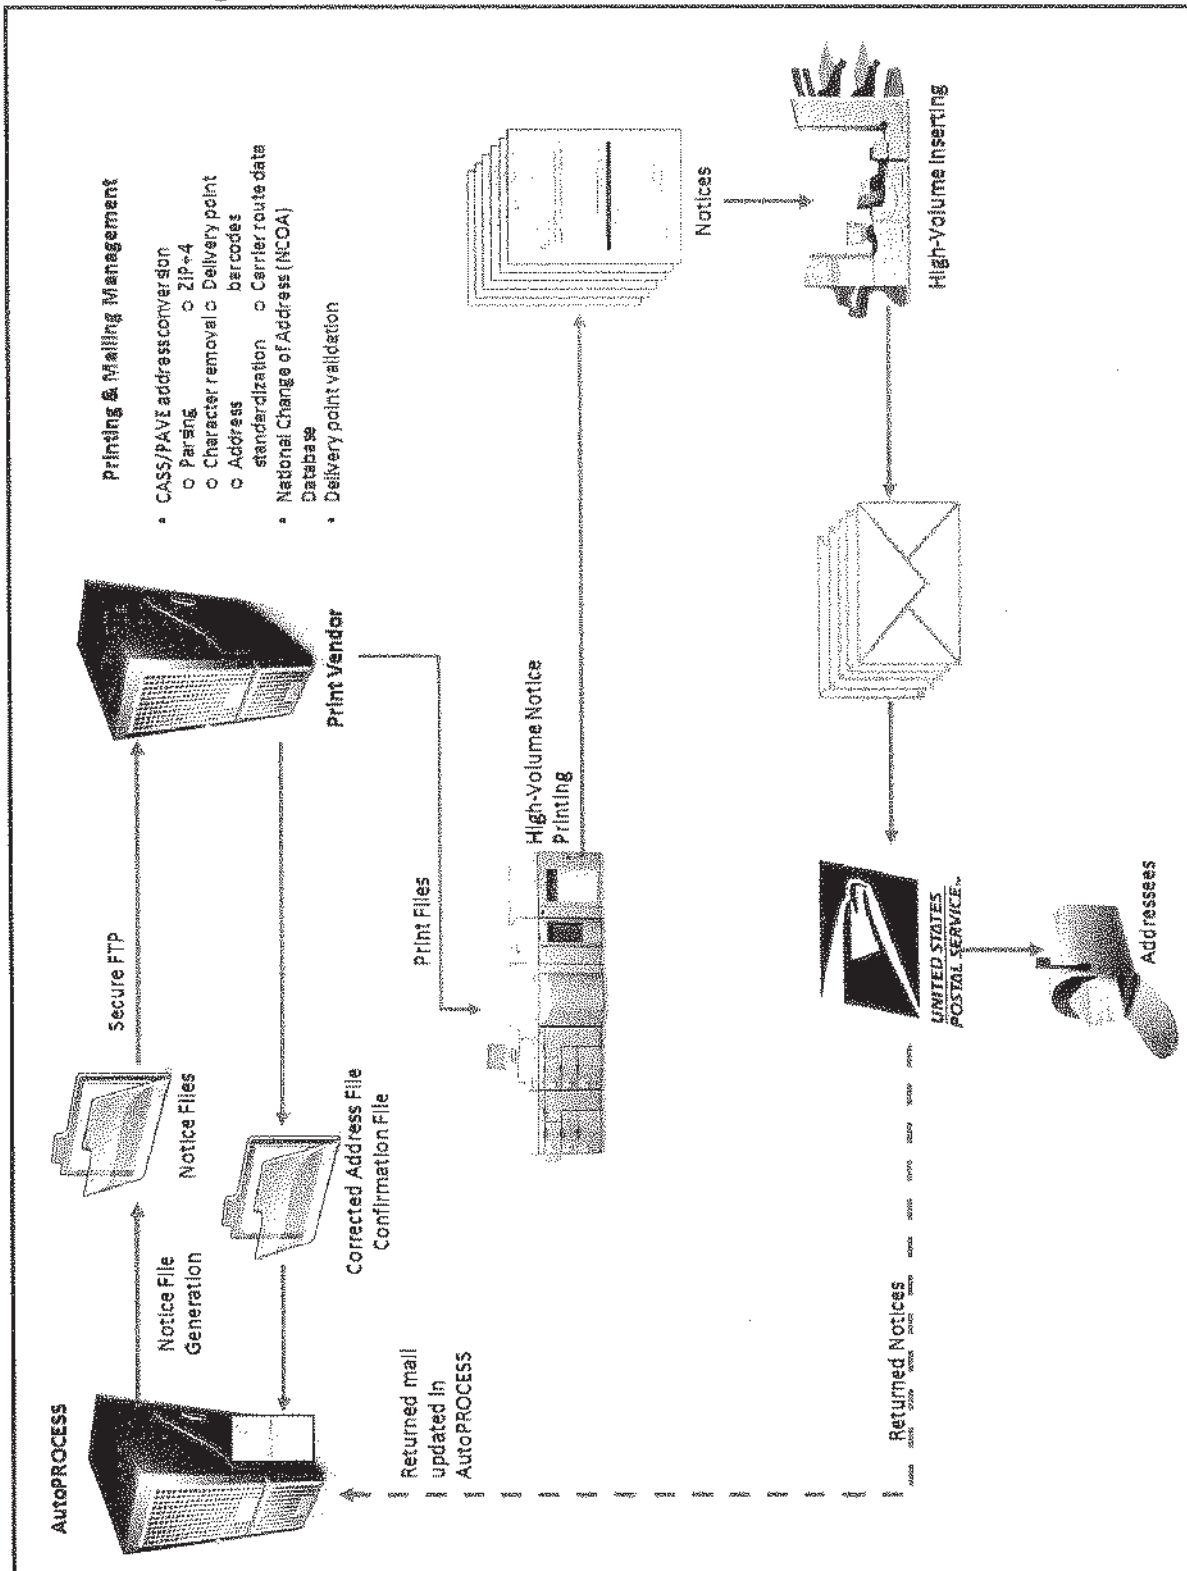 AutoPROCESS
Notice File
Generation
Notice Files
Secure FTP
Print Vendor
Printing & Mailing Management
• CASS/PAVE address conversion
o Parsing o ZIP+4
o Character removal o Delivery point
o Address barcodes
standardization o Carrier route data
• National Change of Address (NCOA)
Database
• Delivery point validation
Corrected Address File
Confirmation File
Print Files
High-Volume Notice
Printing
Notices
High-Volume Inserting
UNITED STATES
POSTAL SERVICE™
Addressees
Returned Notices
Returned mail
updated in
AutoPROCESS